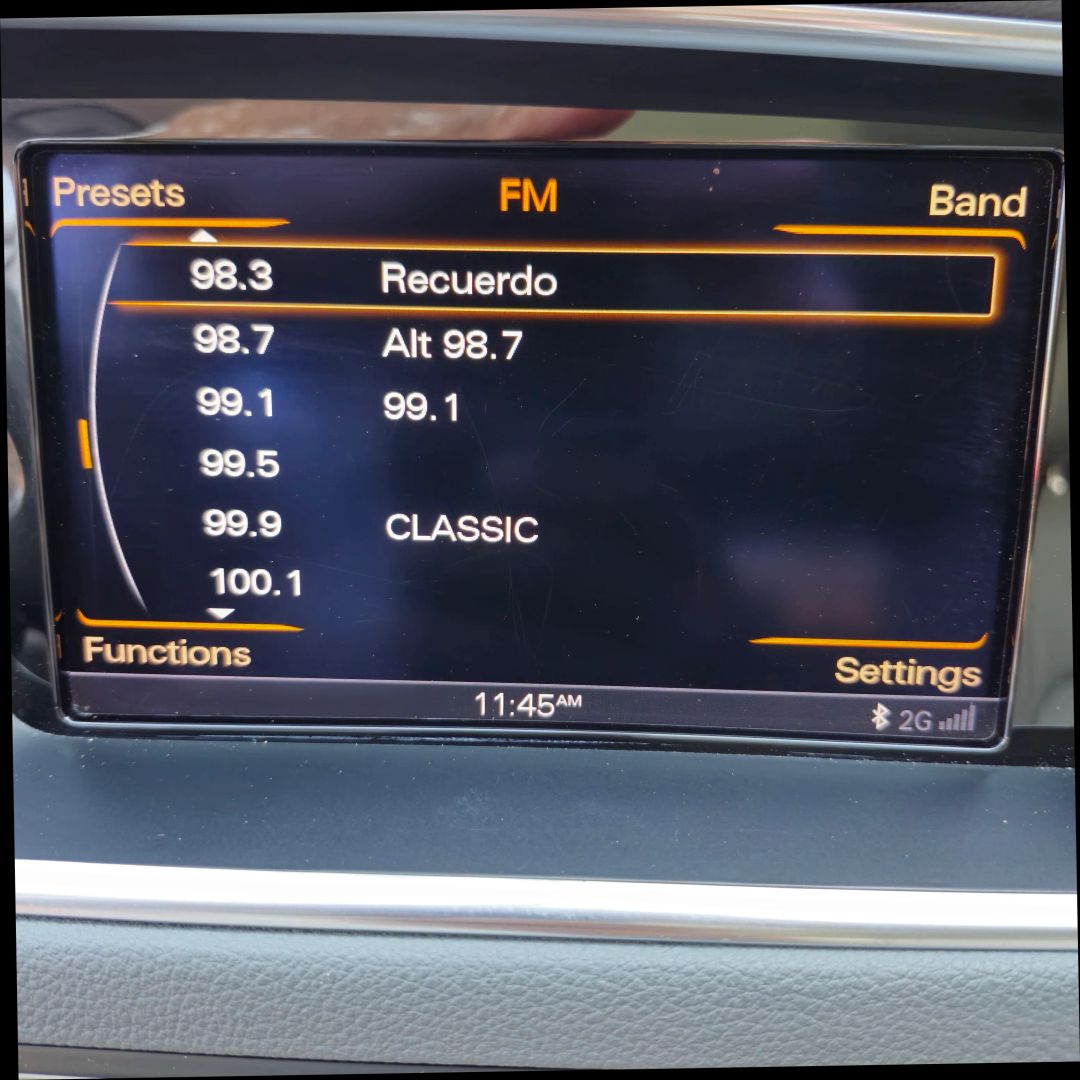 Presets FM Band
98.3 Recuerdo
98.7 Alt 98.7
99.1 99.1
99.5
99.9 CLASSIC
100.1
Functions Settings
11:45AM 2G